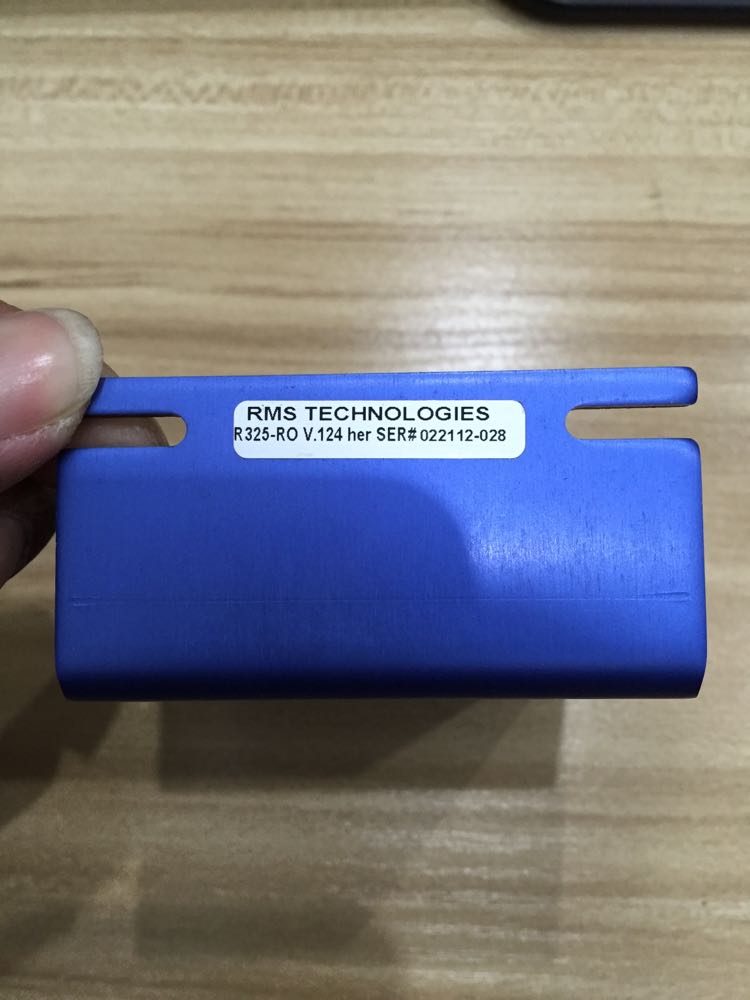 RMS TECHNOLOGIES
R325-RO V.124 her SER# 022112-028